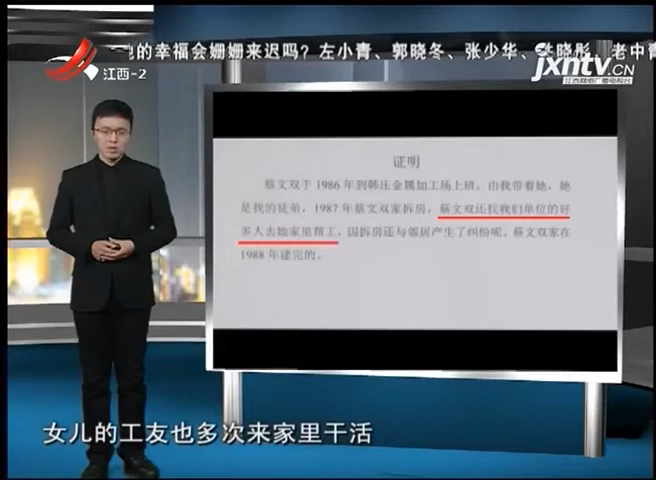 的幸福会姗姗来迟吗？左小青、郭晓冬、张少华、朱晓彤、老中青
江西-2
jxntv.CN
江西网络广播电视台
证明
蔡文双于1986年到韩庄金属加工场上班，由我带着她，她
是我的徒弟，1987年蔡文双家拆房，蔡文双还拉我们单位的好
多人去她家里帮工，因拆房还与邻居产生了纠纷呢，蔡文双家在
1988年建完的。
女儿的工友也多次来家里干活